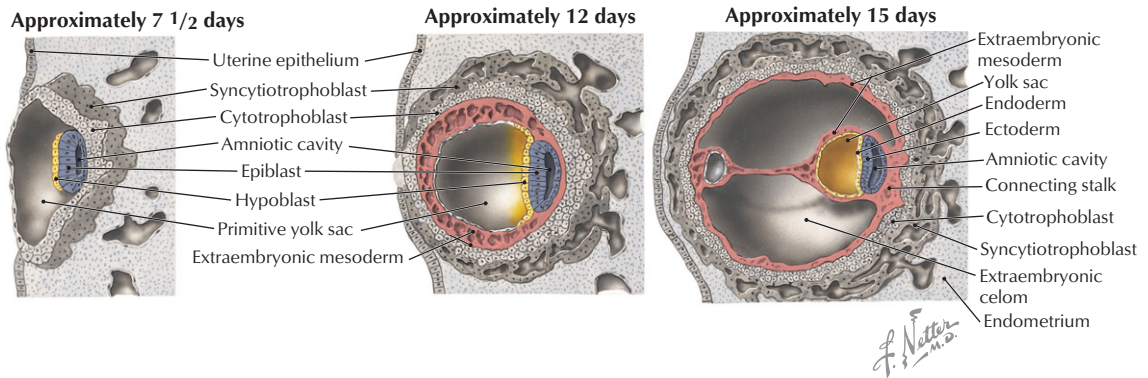 Approximately 7 1/2 days
Approximately 12 days
Approximately 15 days
Uterine epithelium
Syncytiotrophoblast
Cytotrophoblast
Amniotic cavity
Epiblast
Hypoblast
Primitive yolk sac
Extraembryonic mesoderm
Extraembryonic
mesoderm
Yolk sac
Endoderm
Ectoderm
Amniotic cavity
Connecting stalk
Cytotrophoblast
Syncytiotrophoblast
Extraembryonic
celom
Endometrium
F. Netter
M.D.